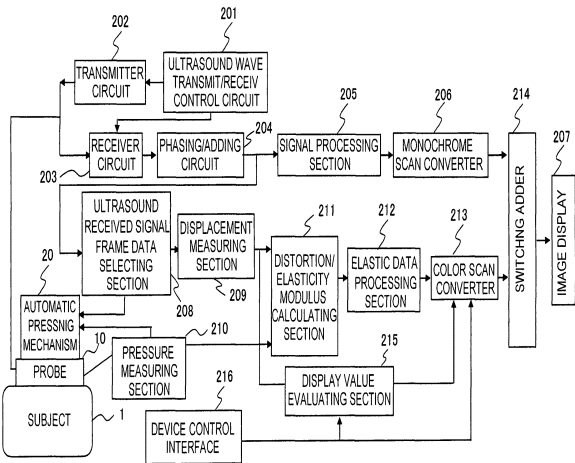 202
201
TRANSMITTER
CIRCUIT
ULTRASOUND WAVE
TRANSMIT/RECEIV
CONTROL CIRCUIT
205
206
214
207
204
RECEIVER
CIRCUIT
PHASING/ADDING
CIRCUIT
SIGNAL PROCESSING
SECTION
MONOCHROME
SCAN CONVERTER
203
SWITCHNG ADDER
IMAGE DISPLAY
ULTRASOUND
RECEIVED SIGNAL
FRAME DATA
SELECTING
SECTION
DISPLACEMENT
MEASURING
SECTION
211
212
213
DISTORTION/
ELASTICITY
MODULUS
CALCULATING
SECTION
ELASTIC DATA
PROCESSING
SECTION
COLOR SCAN
CONVERTER
20
209
208
AUTOMATIC
PRESSNIG
MECHANISM
10
210
PROBE
PRESSURE
MEASURING
SECTION
215
216
DISPLAY VALUE
EVALUATING SECTION
SUBJECT
1
DEVICE CONTROL
INTERFACE